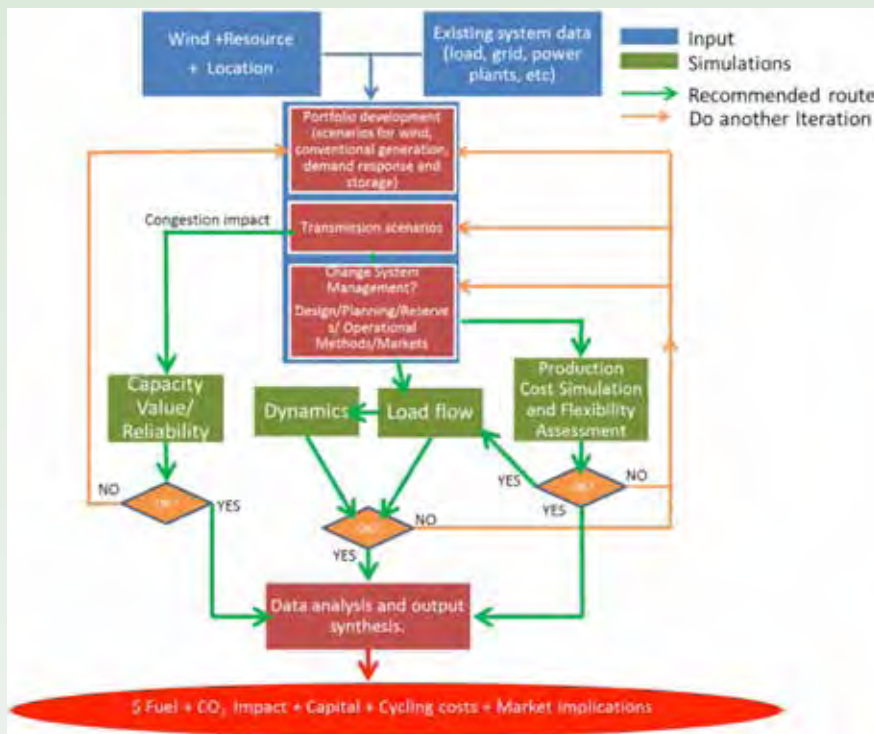 Wind +Resource
+ Location
Existing system data
(load, grid, power
plants, etc)
Input
Simulations
Recommended route
Do another Iteration
Portfolio development
(scenarios for wind,
conventional generation,
demand response and
storage)
Congestion impact
Transmission scenarios
Change System
Management?
Design/Planning/Reserve
s/ Operational
Methods/Markets
Capacity
Value/
Reliability
Dynamics
Load flow
Production
Cost Simulation
and Flexibility
Assessment
NO
YES
YES
NO
YES
NO
YES
Data analysis and output
synthesis.
$ Fuel + CO₂ Impact + Capital + Cycling costs + Market Implications